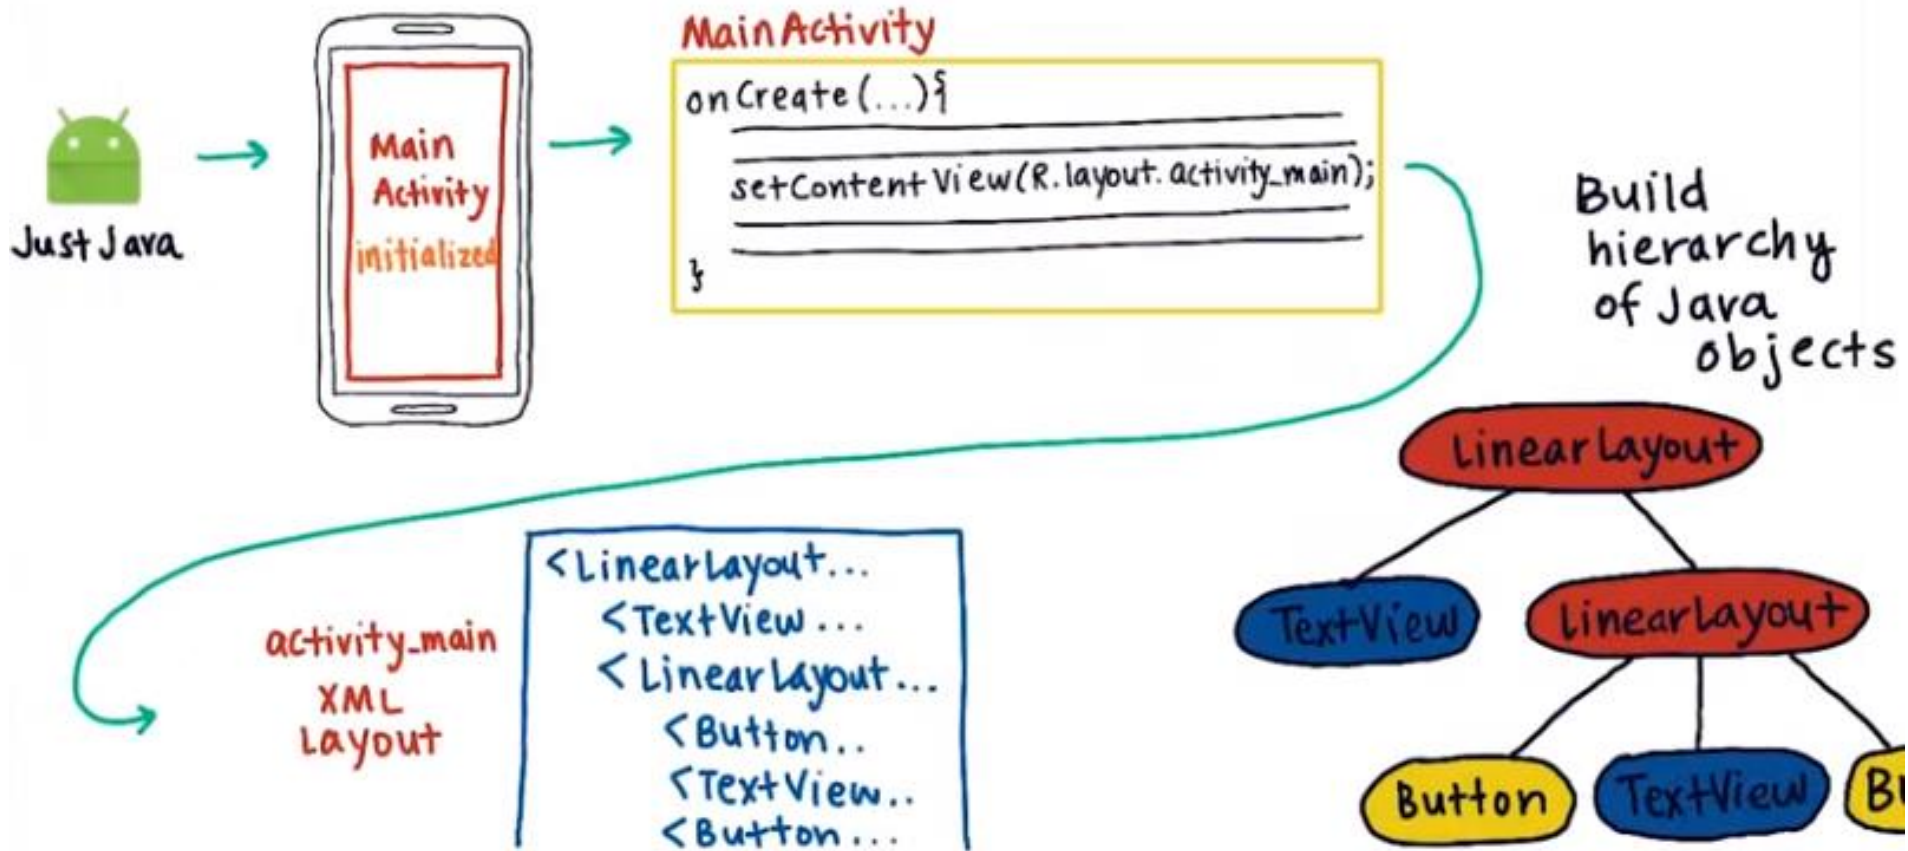 Just Java
Main
Activity
initialized
MainActivity
onCreate(...){
setContentView(R.layout.activity_main);
}
Build
hierarchy
of Java
objects
activity_main
XML
Layout
<LinearLayout...
<TextView...
<LinearLayout...
<Button..
<TextView..
<Button...
LinearLayout
TextView
LinearLayout
Button
TextView